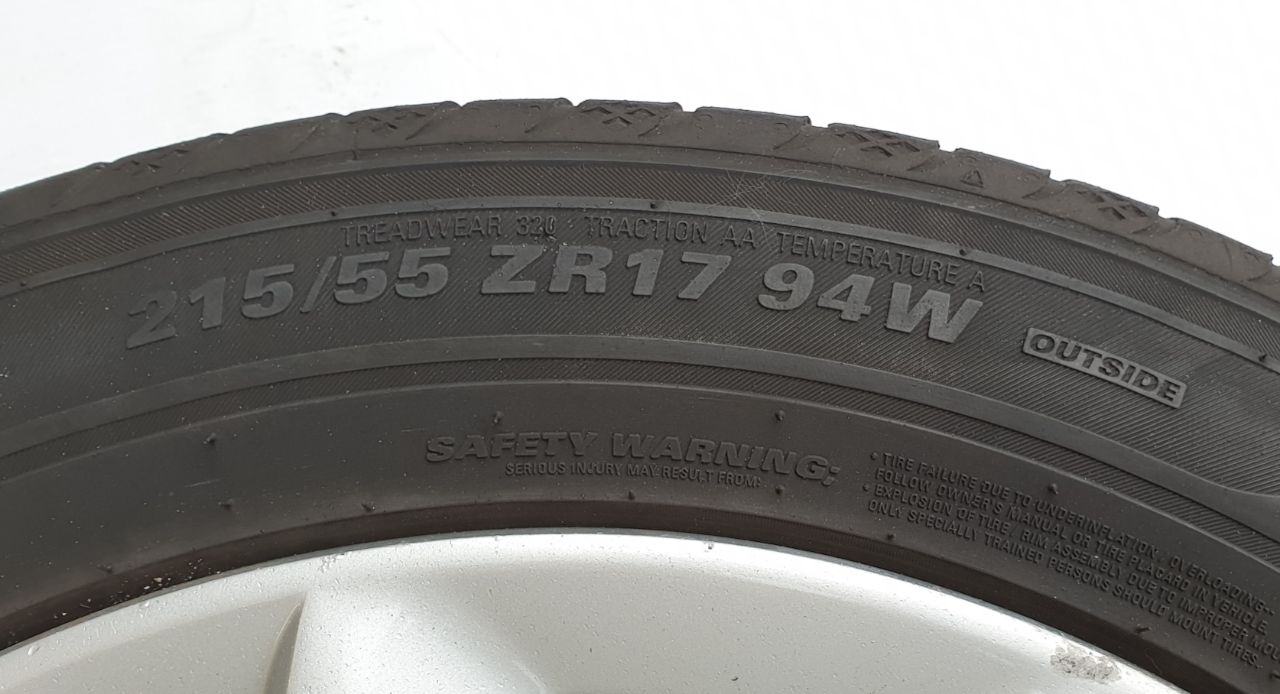 TREADWEAR 320 TRACTION AA TEMPERATURE A
215/55 ZR17 94W
OUTSIDE
SAFETY WARNING;
SERIOUS INJURY MAY RESULT FROM:
• TIRE FAILURE DUE TO UNDERINFLATION / OVERLOADING-
FOLLOW OWNER'S MANUAL OR TIRE PLACARD IN VEHICLE.
• EXPLOSION OF TIRE / RIM ASSEMBLY DUE TO IMPROPER MOU
ONLY SPECIALLY TRAINED PERSONS SHOULD MOUNT TIRES.